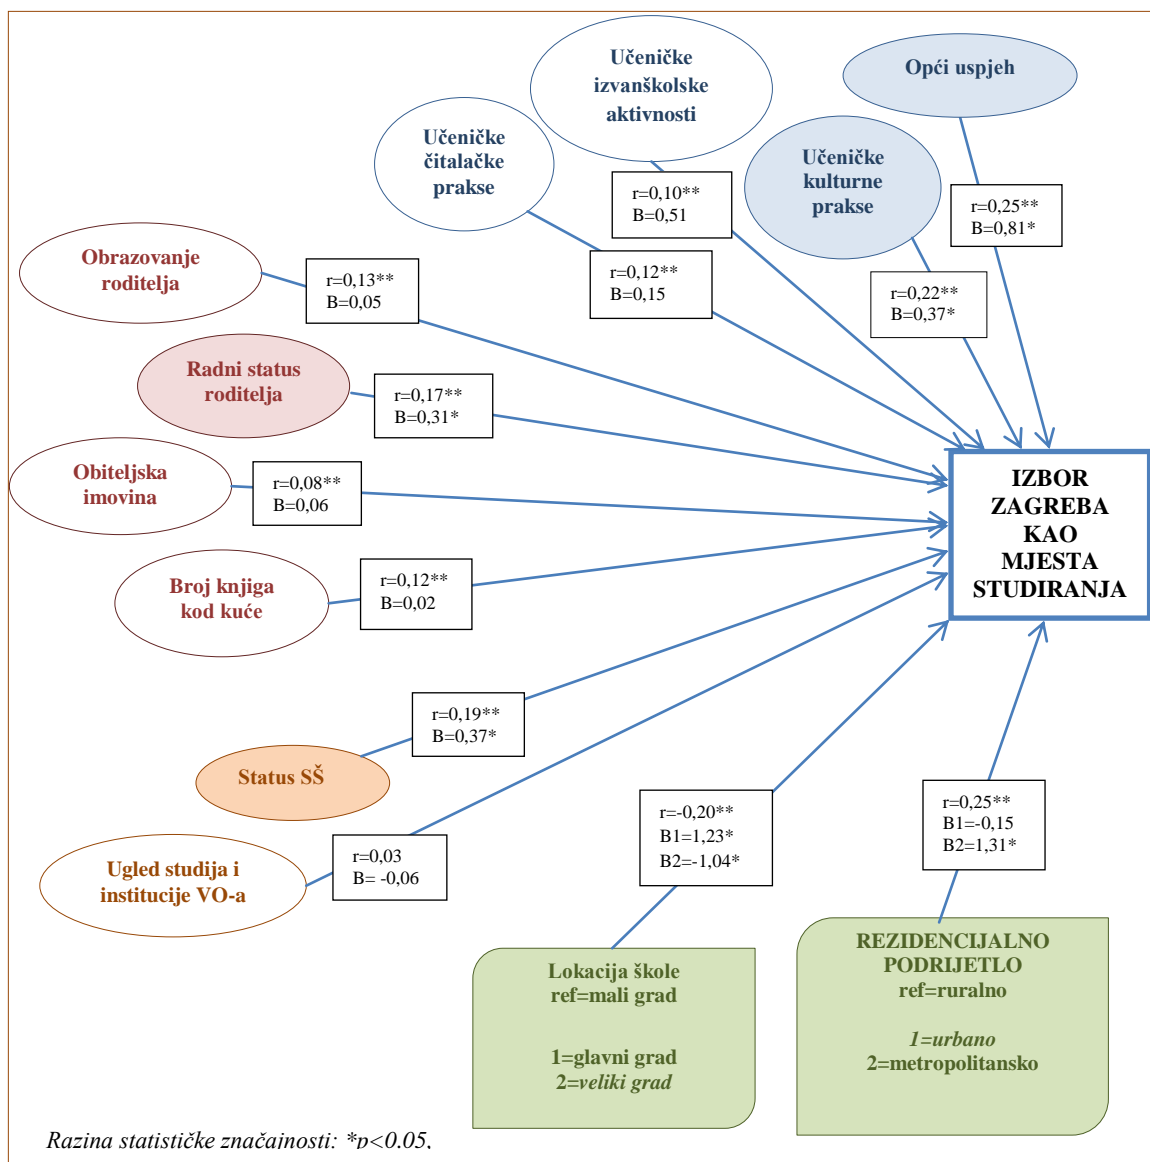 Učeničke
izvanškolske
aktivnosti
Opći uspjeh
Učeničke
čitalačke
prakse
Učeničke
kulturne
prakse
r=0,10**
B=0,51
r=0,25**
B=0,81*
Obrazovanje
roditelja
r=0,13**
B=0,05
r=0,12**
B=0,15
r=0,22**
B=0,37*
Radni status
roditelja
r=0,17**
B=0,31*
Obiteljska
imovina
r=0,08**
B=0,06
IZBOR
ZAGREBA
KAO
MJESTA
STUDIRANJA
Broj knjiga
kod kuće
r=0,12**
B=0,02
Status SŠ
r=0,19**
B=0,37*
Ugled studija i
institucije VO-a
r=0,03
B= -0,06
r=-0,20**
B1=1,23*
B2=-1,04*
r=0,25**
B1=-0,15
B2=1,31*
Lokacija škole
ref=mali grad
1=glavni grad
2=veliki grad
REZIDENCIJALNO
PODRIJETLO
ref=ruralno
1=urbano
2=metropolitansko
Razina statističke značajnosti: *p<0.05,